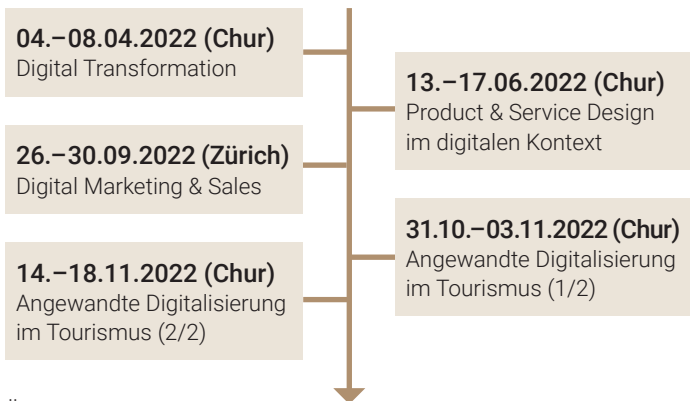 04.–08.04.2022 (Chur)
Digital Transformation
13.–17.06.2022 (Chur)
Product & Service Design
im digitalen Kontext
26.–30.09.2022 (Zürich)
Digital Marketing & Sales
31.10.–03.11.2022 (Chur)
Angewandte Digitalisierung
im Tourismus (1/2)
14.–18.11.2022 (Chur)
Angewandte Digitalisierung
im Tourismus (2/2)